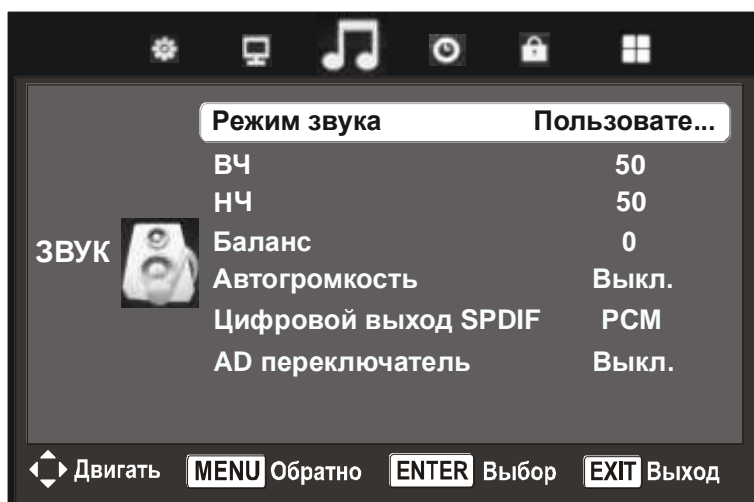 Режим звука Пользовате...
ВЧ 50
НЧ 50
ЗВУК
Баланс 0
Автогромкость Выкл.
Цифровой выход SPDIF PCM
AD переключатель Выкл.
Двигать MENU Обратно ENTER Выбор EXIT Выход